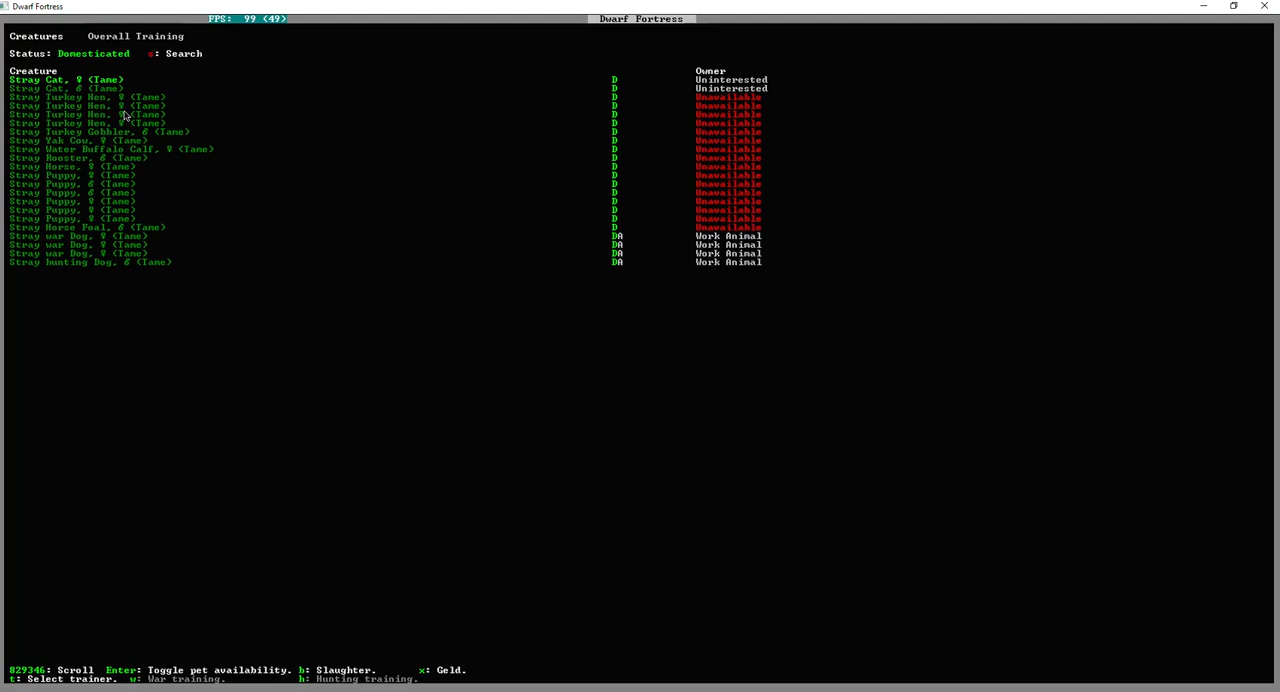 Dwarf Fortress
FPS: 99 (49) Dwarf Fortress
Creatures Overall Training
Status: Domesticated s: Search
Creature Owner
Stray Cat, ♀ (Tame) D Uninterested
Stray Cat, ♂ (Tame) D Uninterested
Stray Turkey Hen, ♀ (Tame) D Unavailable
Stray Turkey Hen, ♀ (Tame) D Unavailable
Stray Turkey Hen, ♀ (Tame) D Unavailable
Stray Turkey Hen, ♀ (Tame) D Unavailable
Stray Turkey Gobbler, ♂ (Tame) D Unavailable
Stray Yak Cow, ♀ (Tame) D Unavailable
Stray Water Buffalo Calf, ♀ (Tame) D Unavailable
Stray Rooster, ♂ (Tame) D Unavailable
Stray Horse, ♀ (Tame) D Unavailable
Stray Puppy, ♀ (Tame) D Unavailable
Stray Puppy, ♂ (Tame) D Unavailable
Stray Puppy, ♂ (Tame) D Unavailable
Stray Puppy, ♀ (Tame) D Unavailable
Stray Puppy, ♀ (Tame) D Unavailable
Stray Puppy, ♀ (Tame) D Unavailable
Stray Horse Foal, ♂ (Tame) D Unavailable
Stray war Dog, ♀ (Tame) DA Work Animal
Stray war Dog, ♀ (Tame) DA Work Animal
Stray war Dog, ♀ (Tame) DA Work Animal
Stray hunting Dog, ♂ (Tame) DA Work Animal
829346: Scroll Enter: Toggle pet availability. b: Slaughter. x: Geld.
t: Select trainer. w: War training. h: Hunting training.